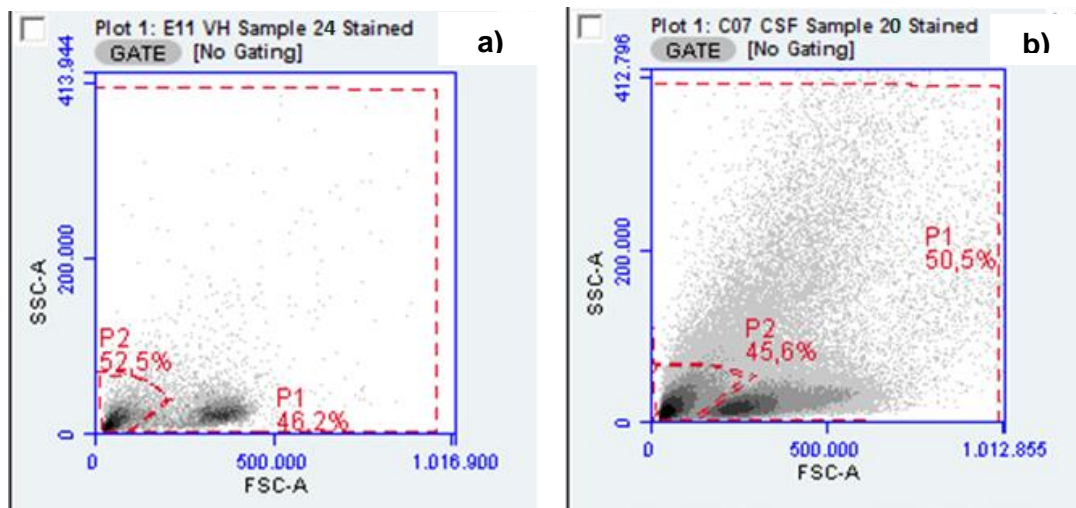 Plot 1: E11 VH Sample 24 Stained
GATE [No Gating]
a)
413.944
200.000
0
SSC-A
P2
52,5%
P1
46,2%
0
500.000
1.016.900
FSC-A
Plot 1: C07 CSF Sample 20 Stained
GATE [No Gating]
b)
412.796
200.000
0
SSC-A
P1
50,5%
P2
45,6%
0
500.000
1.012.855
FSC-A